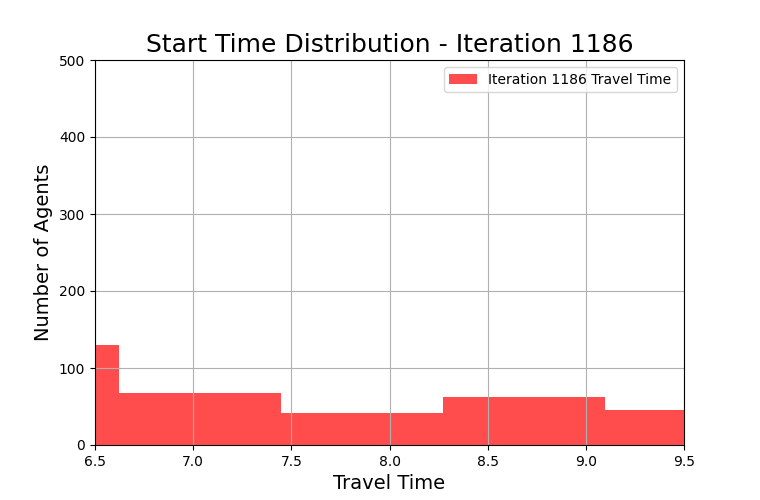 Start Time Distribution - Iteration 1186
Number of Agents
500
400
300
200
100
0
Iteration 1186 Travel Time
6.5 7.0 7.5 8.0 8.5 9.0 9.5
Travel Time